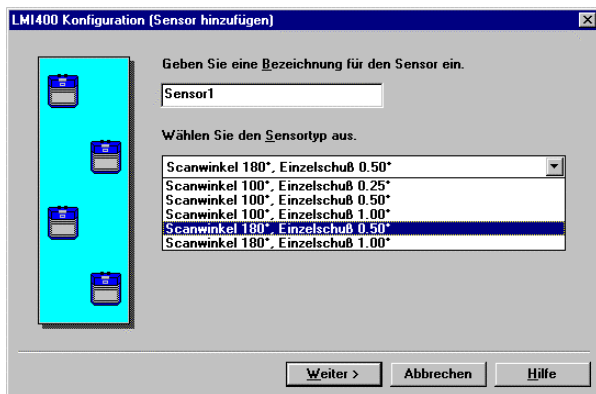 LMI400 Konfiguration (Sensor hinzufügen)
Geben Sie eine Bezeichnung für den Sensor ein.
Sensor1
Wählen Sie den Sensortyp aus.
Scanwinkel 180°, Einzelschuß 0.50°
Scanwinkel 100°, Einzelschuß 0.25°
Scanwinkel 100°, Einzelschuß 0.50°
Scanwinkel 100°, Einzelschuß 1.00°
Scanwinkel 180°, Einzelschuß 0.50°
Scanwinkel 180°, Einzelschuß 1.00°
Weiter > Abbrechen Hilfe